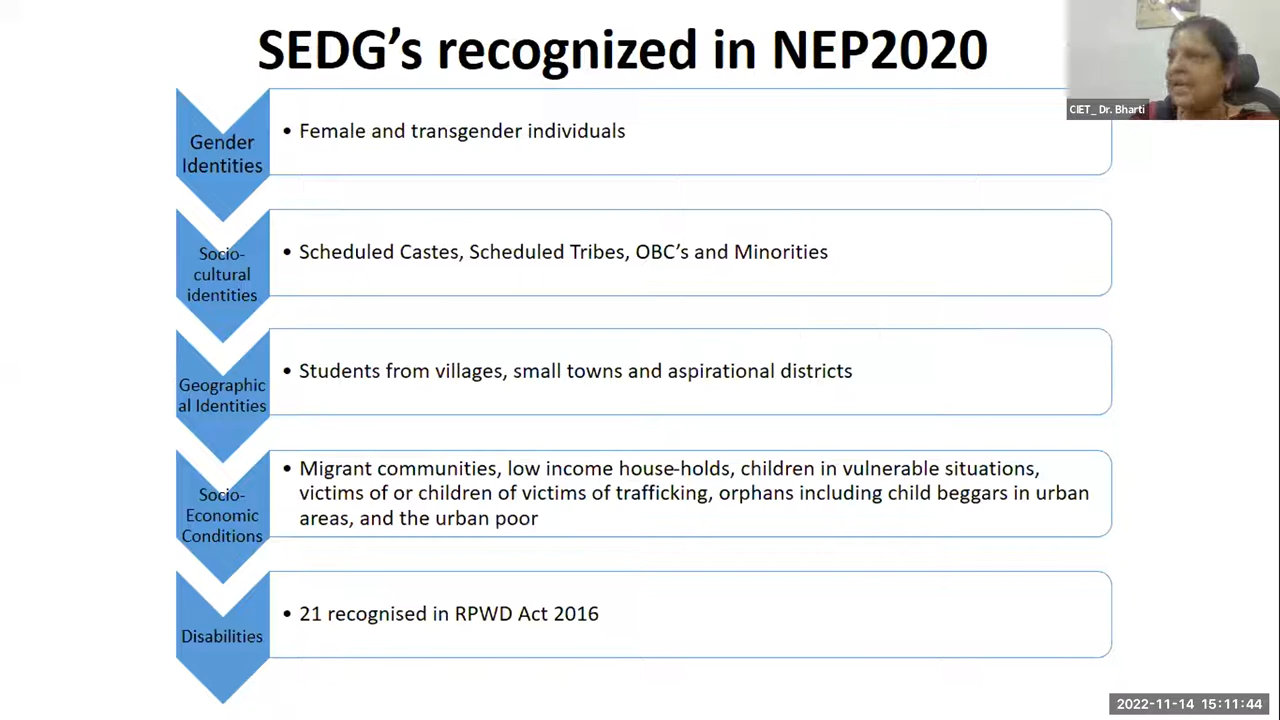 SEDG's recognized in NEP2020
CIET_ Dr. Bharti
Gender
Identities
• Female and transgender individuals
Socio-
cultural
identities
• Scheduled Castes, Scheduled Tribes, OBC's and Minorities
Geographic
al Identities
• Students from villages, small towns and aspirational districts
Socio-
Economic
Conditions
• Migrant communities, low income house-holds, children in vulnerable situations,
victims of or children of victims of trafficking, orphans including child beggars in urban
areas, and the urban poor
Disabilities
• 21 recognised in RPWD Act 2016
2022-11-14 15:11:44